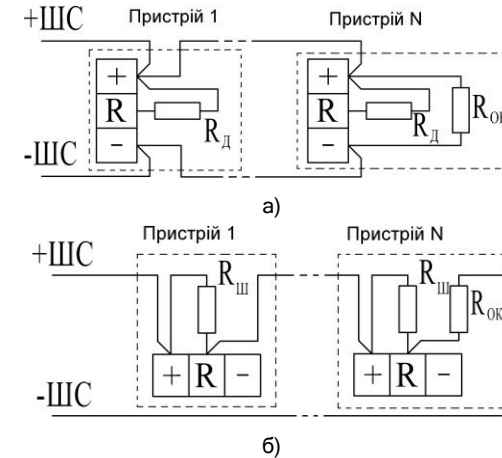 Пристрій 1 Пристрій N
+ШС
+ +
R RД R RД RОК
- -
-ШС
а)
Пристрій 1 Пристрій N
+ШС
RШ RШ RОК
+ R - + R -
-ШС
б)